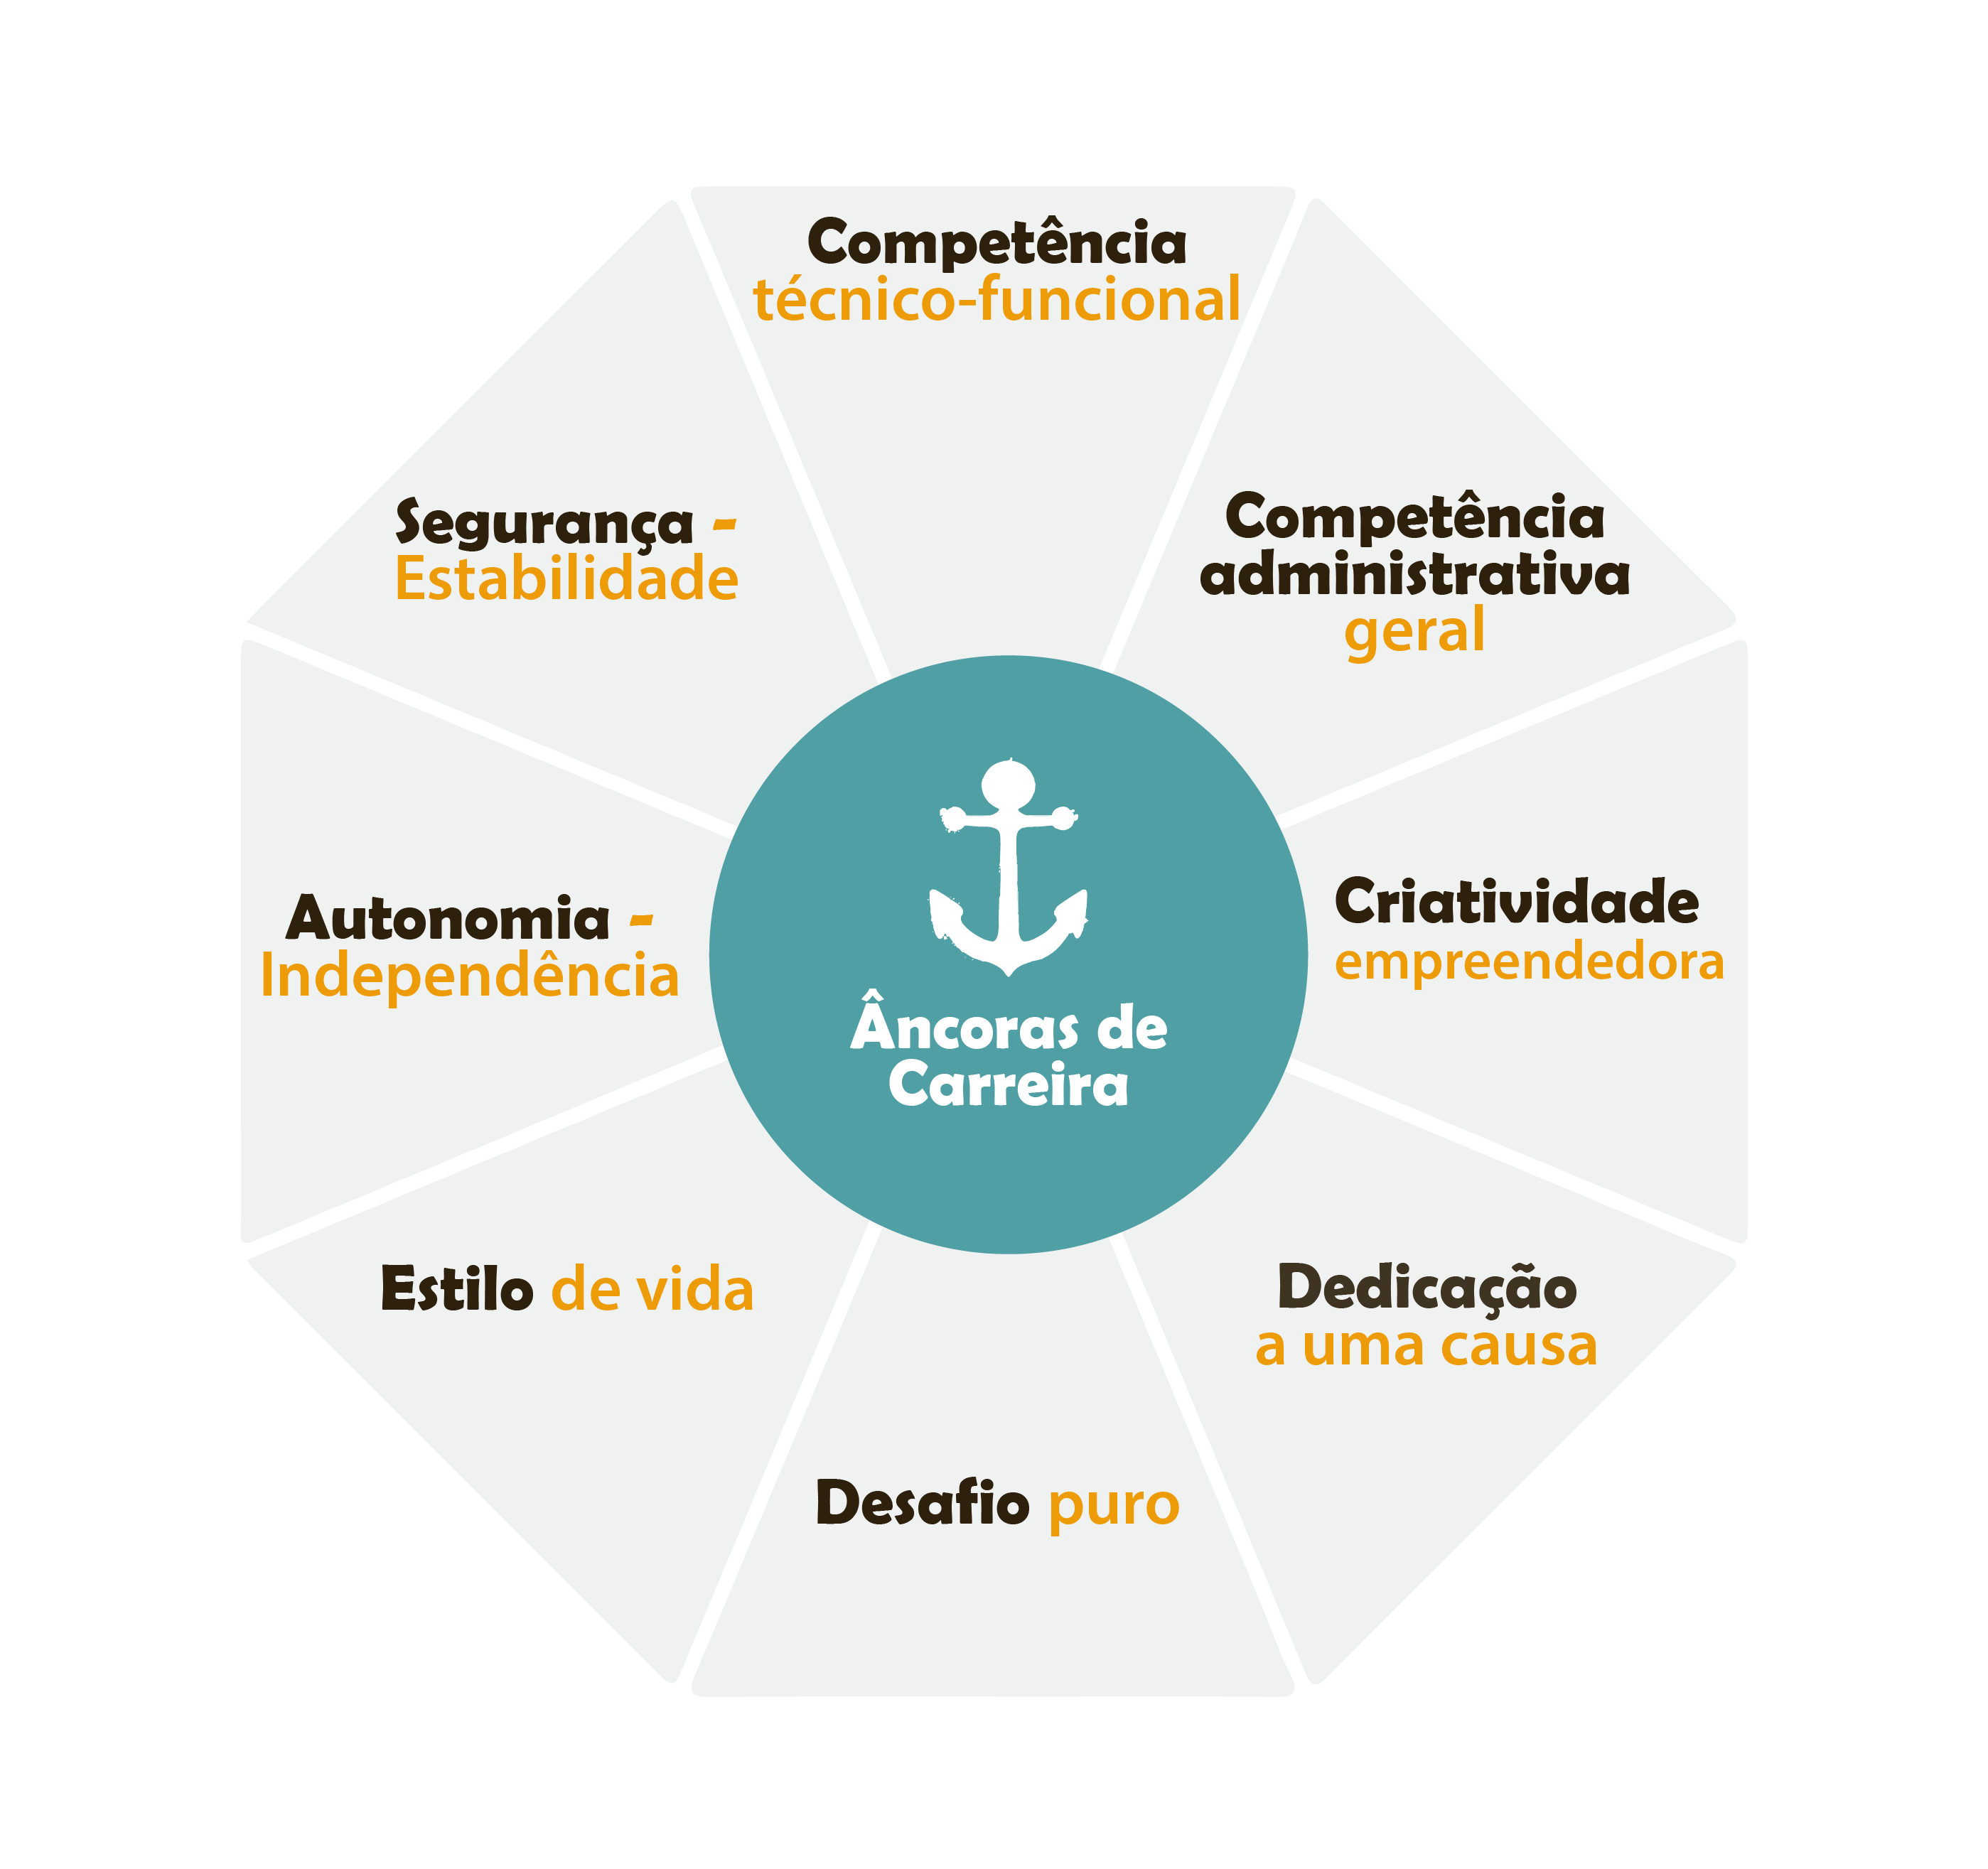 Competência
técnico-funcional
Competência
administrativa
geral
Criatividade
empreendedora
Dedicação
a uma causa
Desafio puro
Estilo de vida
Autonomia -
Independência
Segurança -
Estabilidade
Âncoras de
Carreira